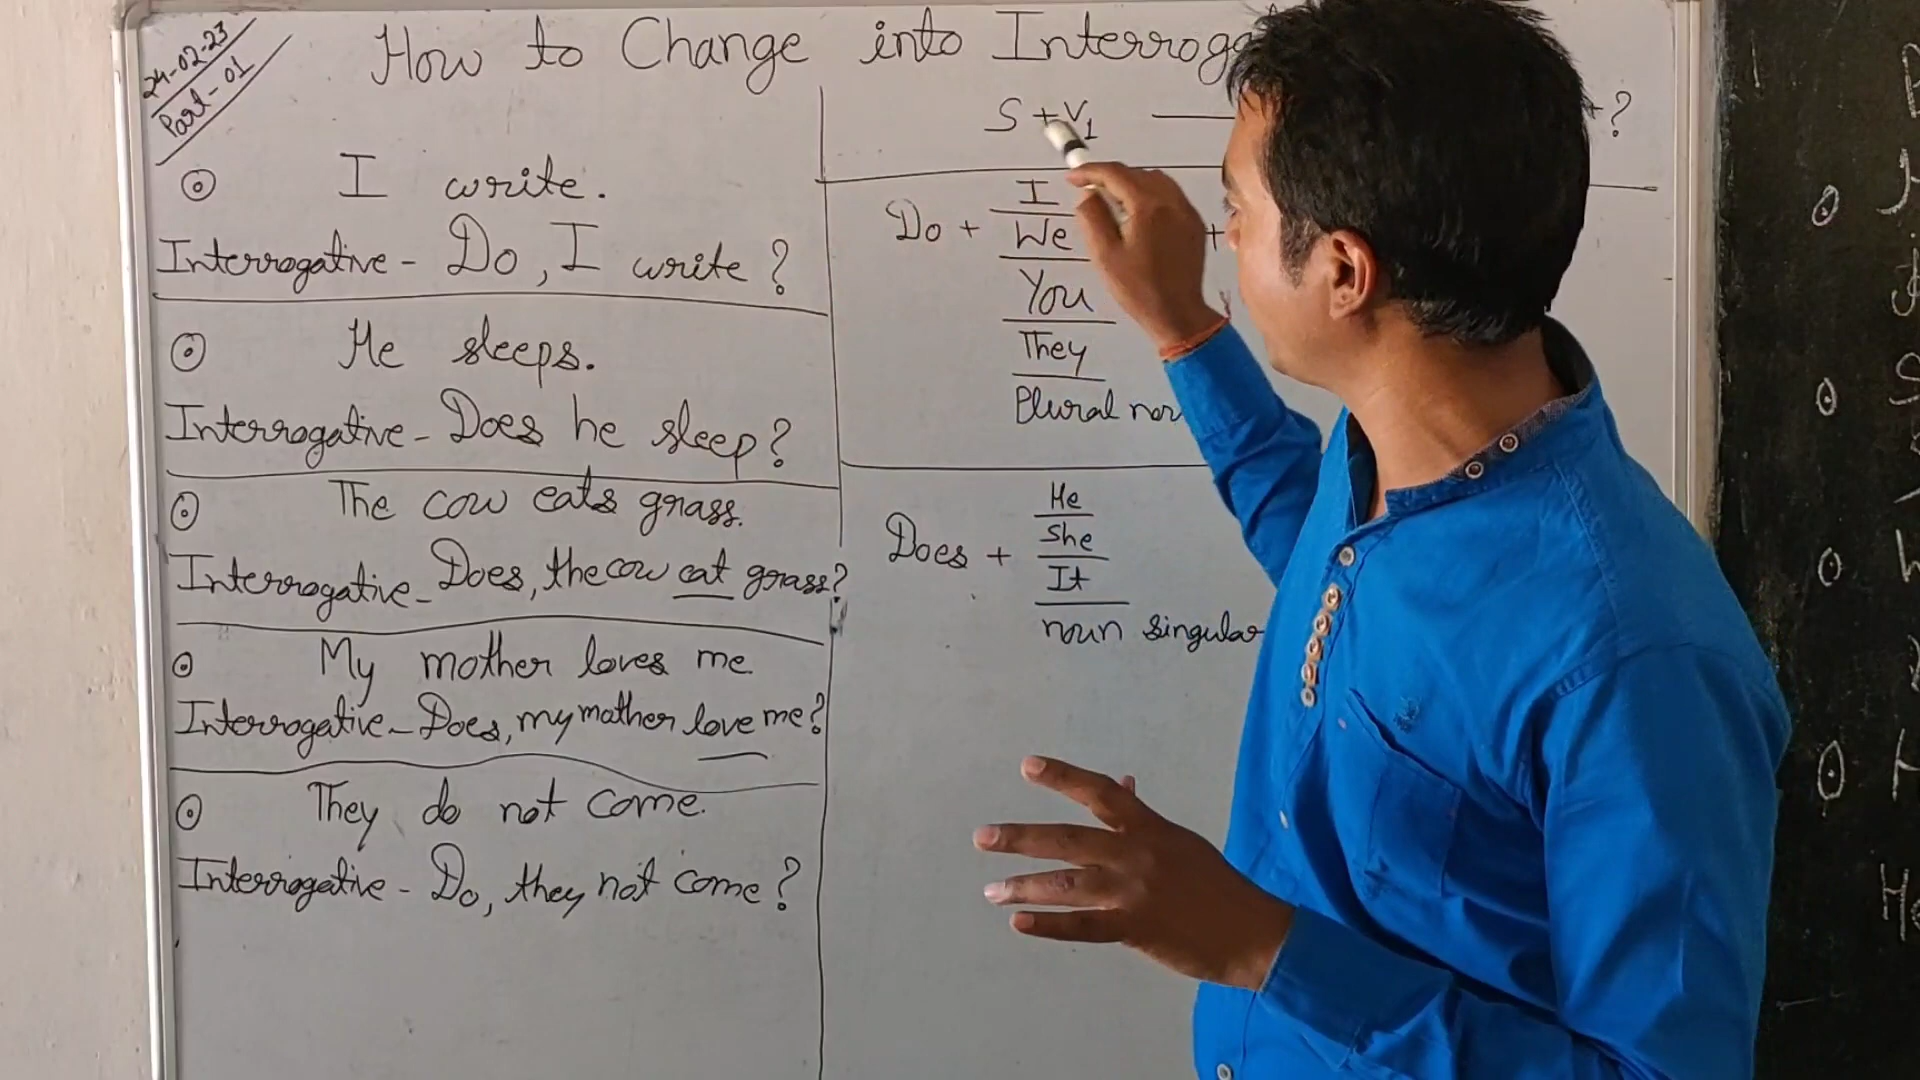 24-02-23
Part-01
How to Change into Interrogat
⊙ I write.
Interrogative - Do, I write?
⊙ He sleeps.
Interrogative - Does he sleep?
⊙ The cow eats grass.
Interrogative - Does, the cow eat grass?
⊙ My mother loves me
Interrogative - Does, my mother love me?
⊙ They do not come.
Interrogative - Do, they not come?
S + V1 ?
Do + I
We
You
They
Plural nou
+
Does + He
She
It
noun singular